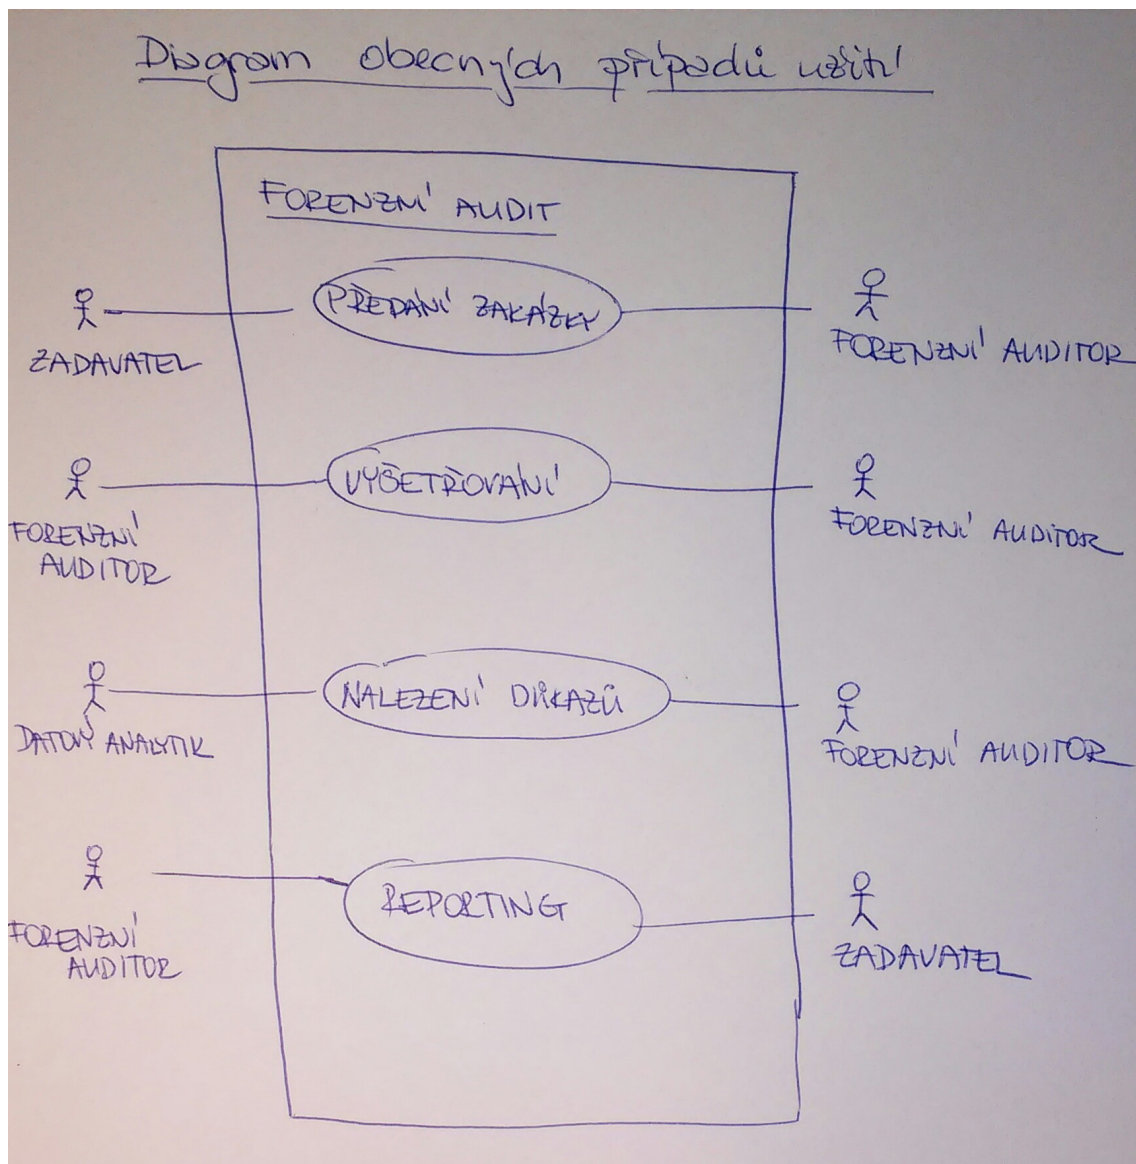 Diagram obecných případů užití
FORENZNÍ AUDIT
PŘEDÁNÍ ZAKÁZKY
ZADAVATEL
FORENZNÍ AUDITOR
VYŠETŘOVÁNÍ
FORENZNÍ
AUDITOR
FORENZNÍ AUDITOR
NALEZENÍ DŮKAZŮ
DATOVÝ ANALYTIK
FORENZNÍ AUDITOR
REPORTING
FORENZNÍ
AUDITOR
ZADAVATEL